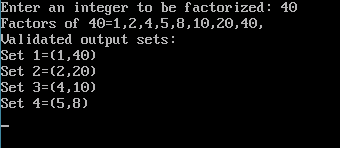 Enter an integer to be factorized: 40
Factors of 40=1,2,4,5,8,10,20,40,
Validated output sets:
Set 1=(1,40)
Set 2=(2,20)
Set 3=(4,10)
Set 4=(5,8)